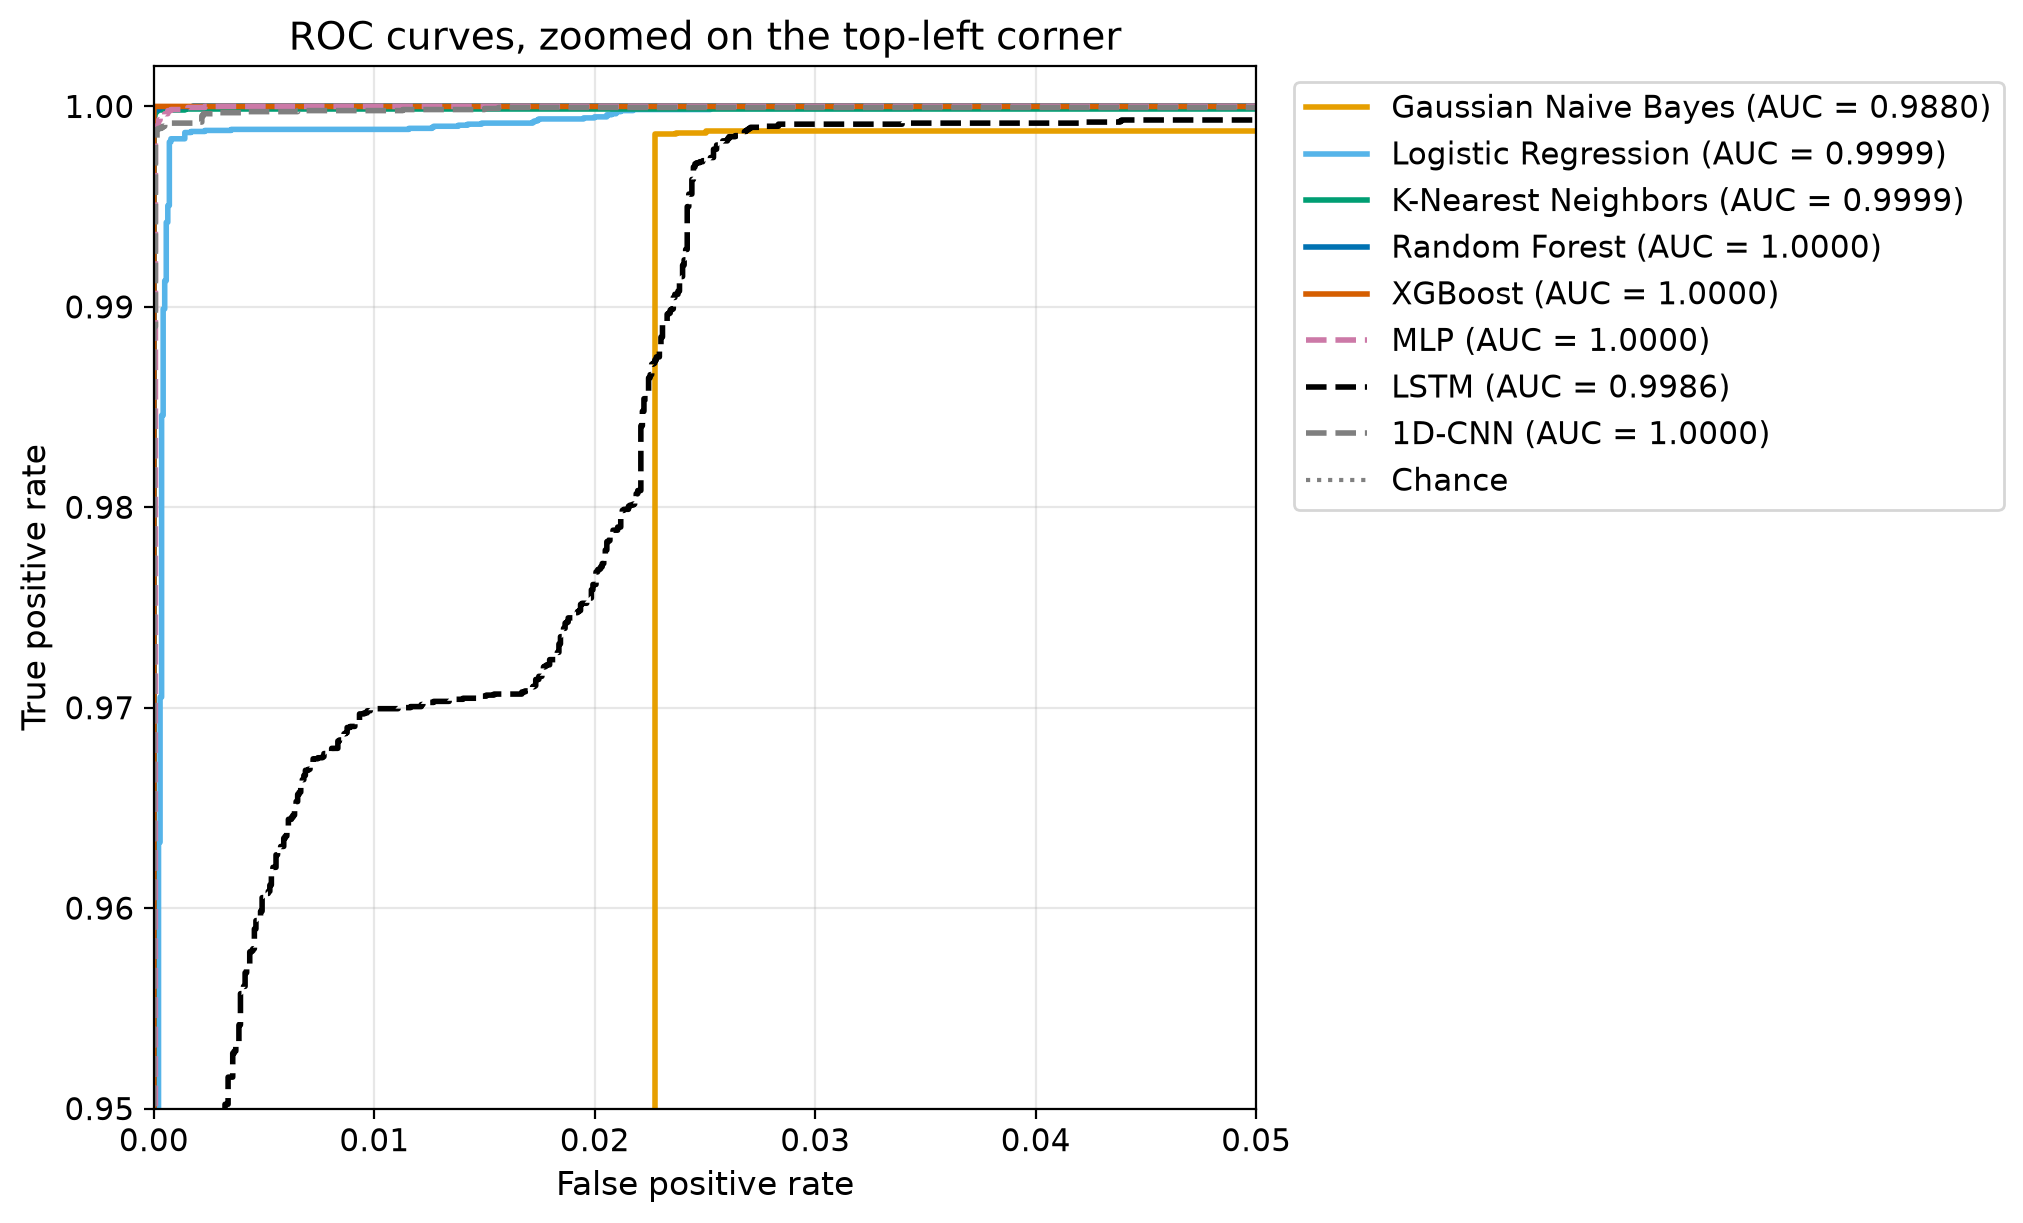 ROC curves, zoomed on the top-left corner
1.00
0.99
0.98
0.97
0.96
0.95
True positive rate
0.00
0.01
0.02
0.03
0.04
0.05
False positive rate
Gaussian Naive Bayes (AUC = 0.9880)
Logistic Regression (AUC = 0.9999)
K-Nearest Neighbors (AUC = 0.9999)
Random Forest (AUC = 1.0000)
XGBoost (AUC = 1.0000)
MLP (AUC = 1.0000)
LSTM (AUC = 0.9986)
1D-CNN (AUC = 1.0000)
Chance